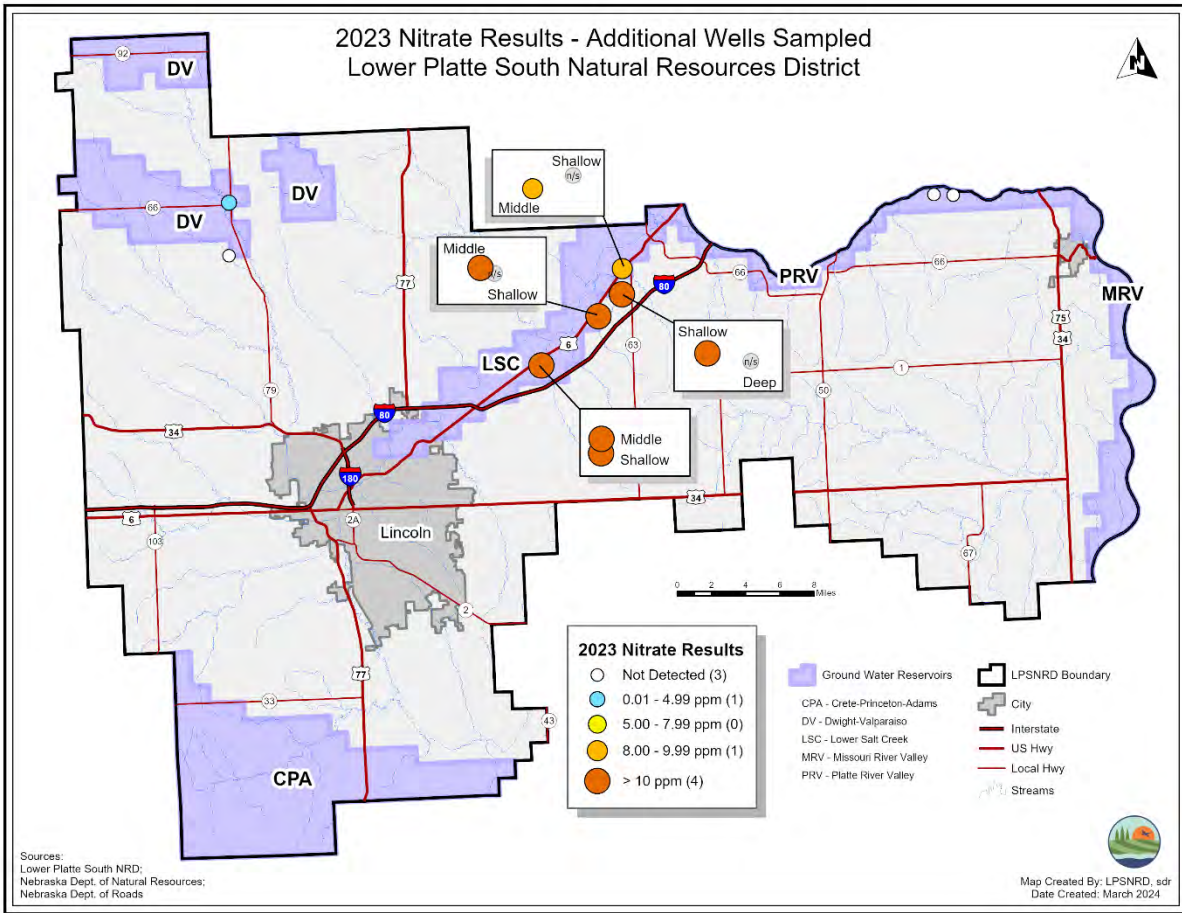 2023 Nitrate Results - Additional Wells Sampled
Lower Platte South Natural Resources District
N
92
DV
DV
DV
66
79
77
Shallow
n/s
Middle
Middle
n/s
Shallow
80
66
PRV
66
MRV
75
34
6
63
LSC
Shallow
n/s
Deep
1
50
Middle
Shallow
34
80
180
34
6
2A
Lincoln
103
67
2
0 2 4 6 8
Miles
77
33
43
CPA
2023 Nitrate Results
Not Detected (3)
0.01 - 4.99 ppm (1)
5.00 - 7.99 ppm (0)
8.00 - 9.99 ppm (1)
> 10 ppm (4)
Ground Water Reservoirs
CPA - Crete-Princeton-Adams
DV - Dwight-Valparaiso
LSC - Lower Salt Creek
MRV - Missouri River Valley
PRV - Platte River Valley
LPSNRD Boundary
City
Interstate
US Hwy
Local Hwy
Streams
Sources:
Lower Platte South NRD;
Nebraska Dept. of Natural Resources;
Nebraska Dept. of Roads
Map Created By: LPSNRD, sdr
Date Created: March 2024